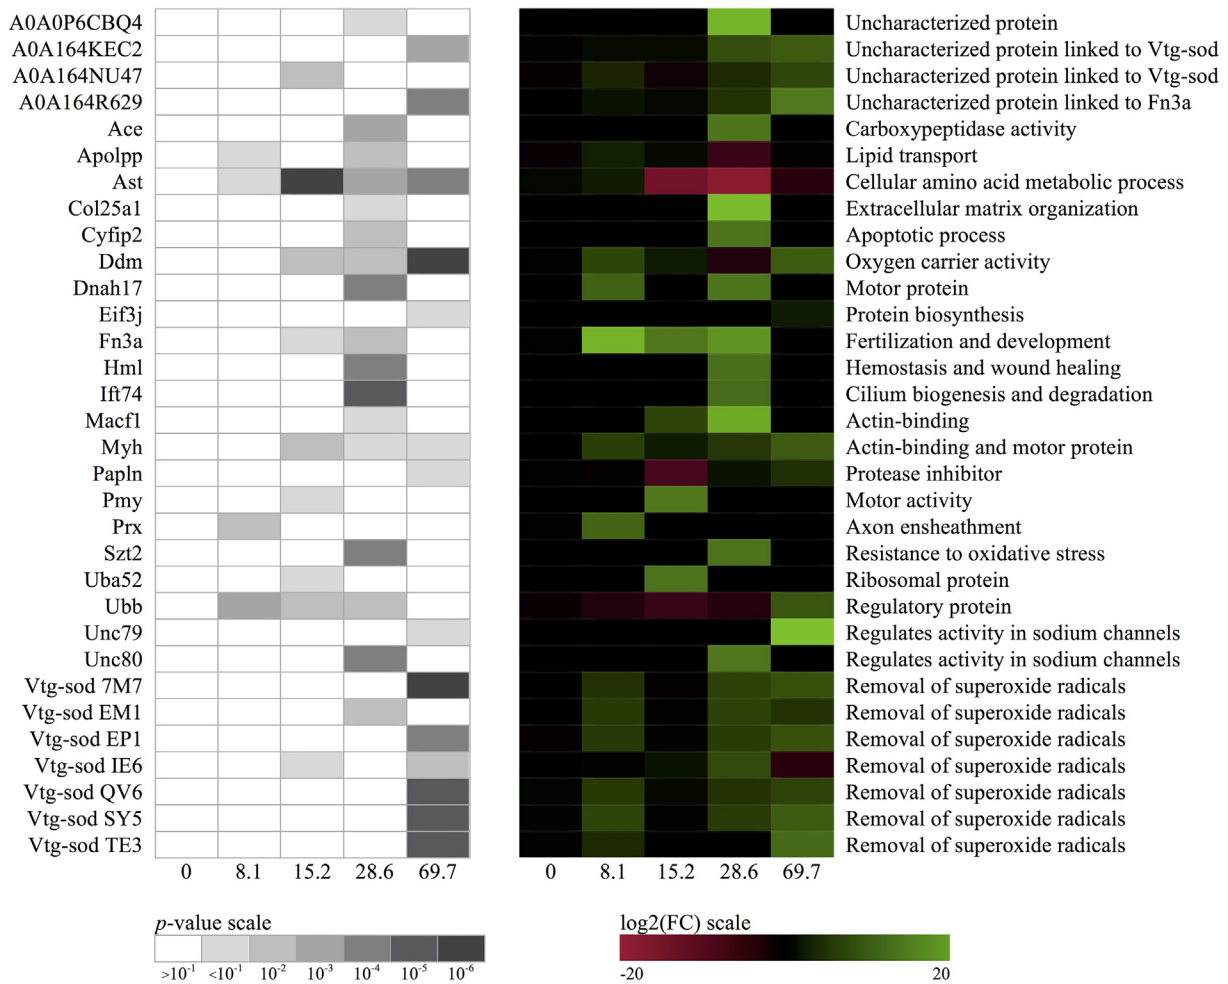 A0A0P6CBQ4 Uncharacterized protein
A0A164KEC2 Uncharacterized protein linked to Vtg-sod
A0A164NU47 Uncharacterized protein linked to Vtg-sod
A0A164R629 Uncharacterized protein linked to Fn3a
Ace Carboxypeptidase activity
Apolpp Lipid transport
Ast Cellular amino acid metabolic process
Col25a1 Extracellular matrix organization
Cyfip2 Apoptotic process
Ddm Oxygen carrier activity
Dnah17 Motor protein
Eif3j Protein biosynthesis
Fn3a Fertilization and development
Hml Hemostasis and wound healing
Ift74 Cilium biogenesis and degradation
Macf1 Actin-binding
Myh Actin-binding and motor protein
Papln Protease inhibitor
Pmy Motor activity
Prx Axon ensheathment
Szt2 Resistance to oxidative stress
Uba52 Ribosomal protein
Ubb Regulatory protein
Unc79 Regulates activity in sodium channels
Unc80 Regulates activity in sodium channels
Vtg-sod 7M7 Removal of superoxide radicals
Vtg-sod EM1 Removal of superoxide radicals
Vtg-sod EP1 Removal of superoxide radicals
Vtg-sod IE6 Removal of superoxide radicals
Vtg-sod QV6 Removal of superoxide radicals
Vtg-sod SY5 Removal of superoxide radicals
Vtg-sod TE3 Removal of superoxide radicals
0 8.1 15.2 28.6 69.7 0 8.1 15.2 28.6 69.7
p-value scale log2(FC) scale
>10⁻¹ <10⁻¹ 10⁻² 10⁻³ 10⁻⁴ 10⁻⁵ 10⁻⁶ -20 20